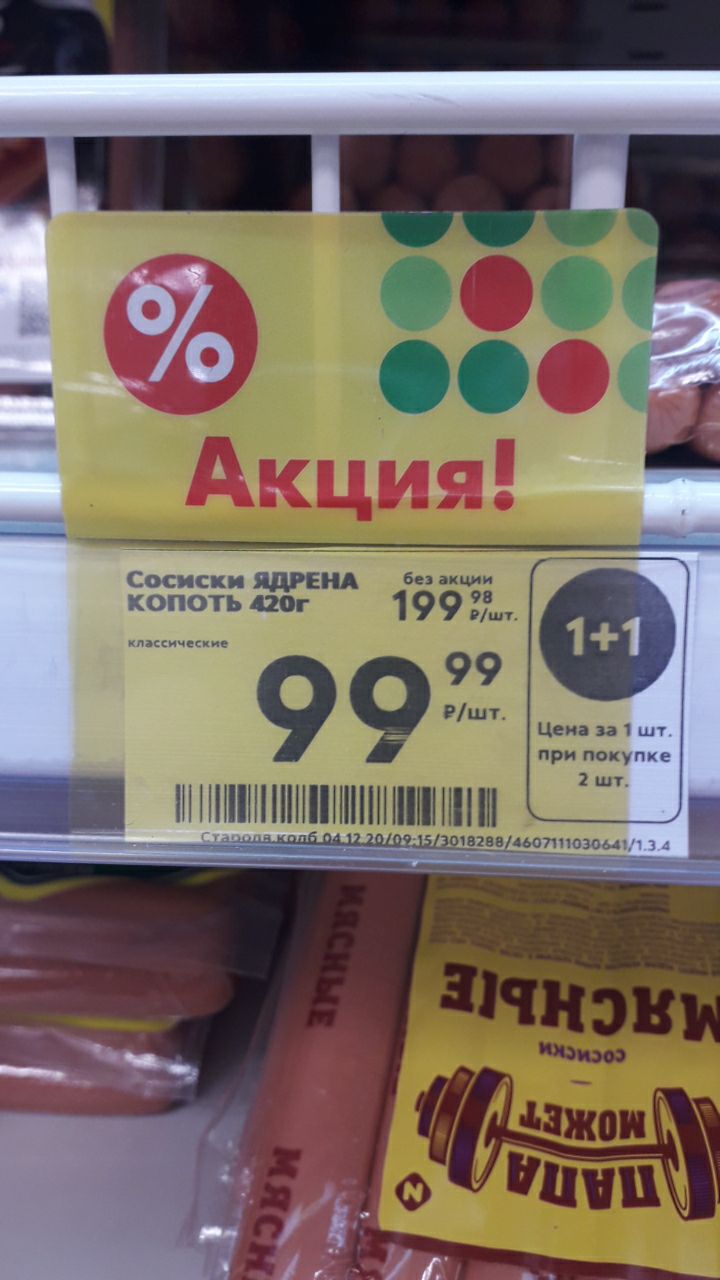 %
Акция!
Сосиски ЯДРЕНА
КОПОТЬ 420г
классические
без акции
199 98
₽/шт.
99 99
₽/шт.
1+1
Цена за 1 шт.
при покупке
2 шт.
Стародв.колб 04.12.20/09:15/3018288/4607111030641/1.3.4
МЯСНЫЕ
МЯСНЫЕ
СОСИСКИ
ПАПА
МОЖЕТ